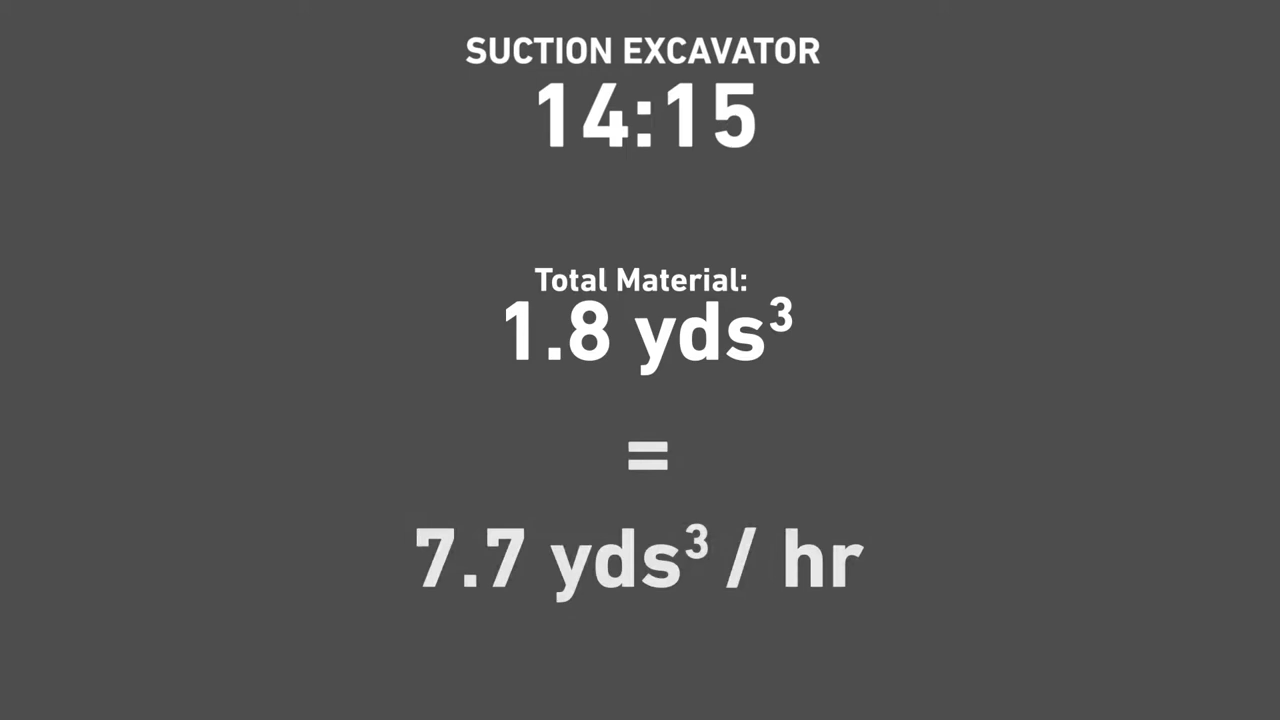 SUCTION EXCAVATOR
14:15
Total Material:
1.8 yds³
=
7.7 yds³ / hr